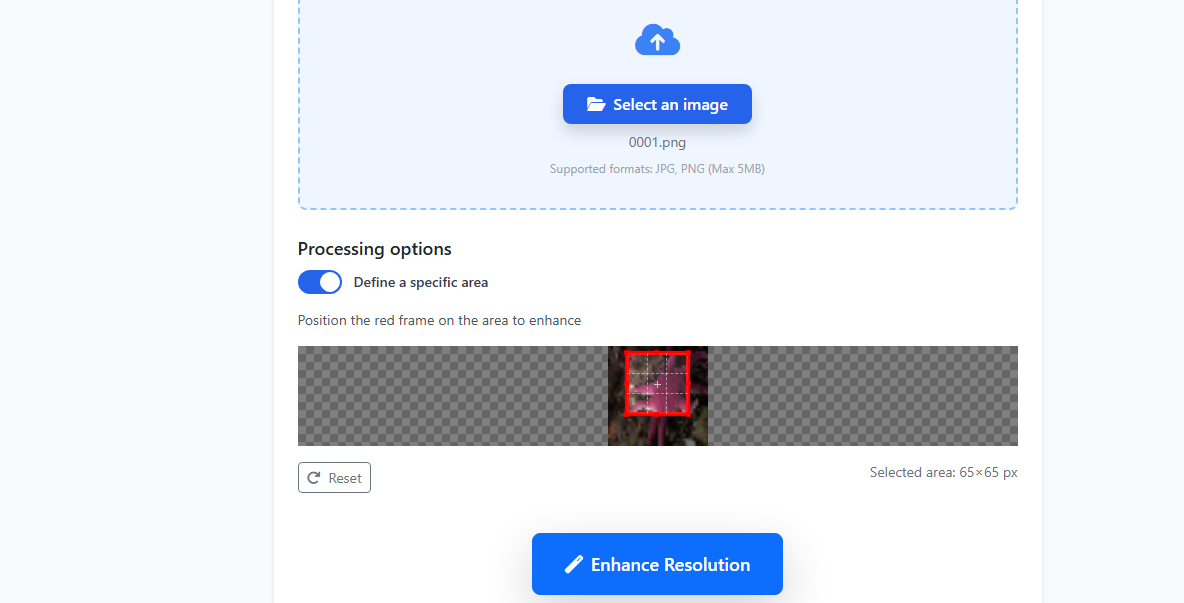 Select an image
0001.png
Supported formats: JPG, PNG (Max 5MB)
Processing options
Define a specific area
Position the red frame on the area to enhance
Reset
Selected area: 65×65 px
Enhance Resolution